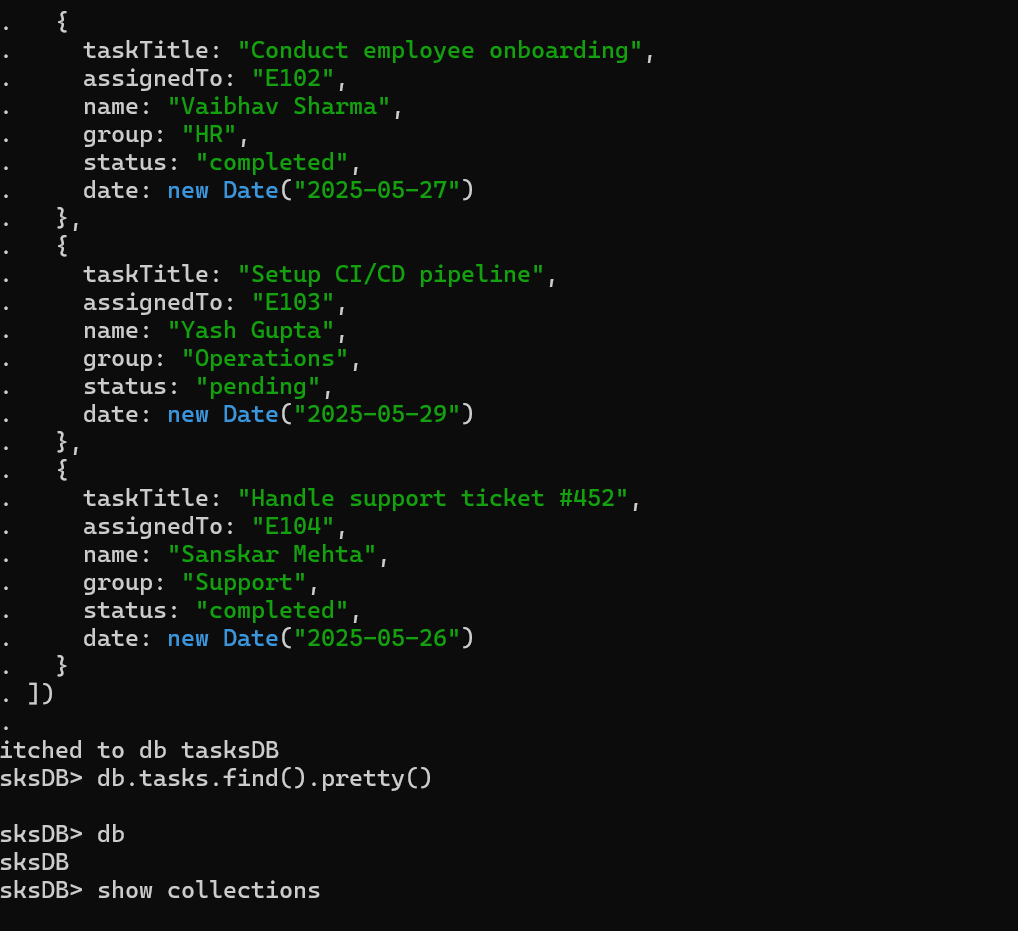 .   {
.     taskTitle: "Conduct employee onboarding",
.     assignedTo: "E102",
.     name: "Vaibhav Sharma",
.     group: "HR",
.     status: "completed",
.     date: new Date("2025-05-27")
.   },
.   {
.     taskTitle: "Setup CI/CD pipeline",
.     assignedTo: "E103",
.     name: "Yash Gupta",
.     group: "Operations",
.     status: "pending",
.     date: new Date("2025-05-29")
.   },
.   {
.     taskTitle: "Handle support ticket #452",
.     assignedTo: "E104",
.     name: "Sanskar Mehta",
.     group: "Support",
.     status: "completed",
.     date: new Date("2025-05-26")
.   }
. ])
.
itched to db tasksDB
sksDB> db.tasks.find().pretty()
sksDB> db
sksDB
sksDB> show collections